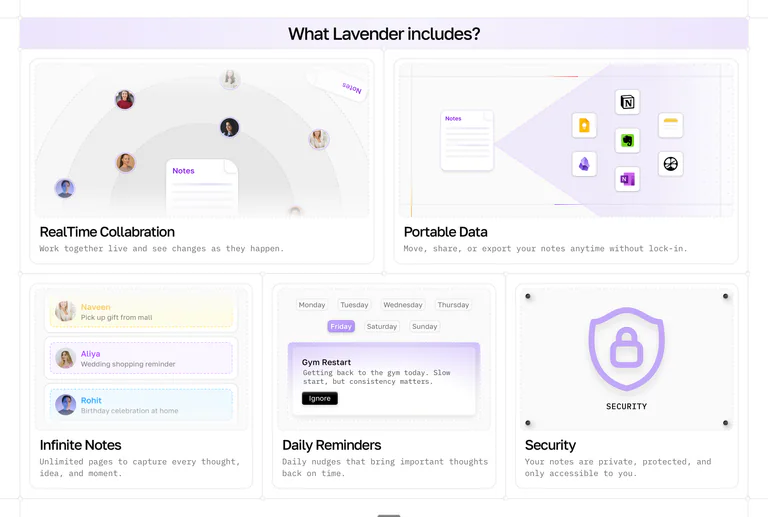 What Lavender includes?
Notes
Notes
RealTime Collabration
Work together live and see changes as they happen.
Notes
N
N
Portable Data
Move, share, or export your notes anytime without lock-in.
Naveen
Pick up gift from mall
Aliya
Wedding shopping reminder
Rohit
Birthday celebration at home
Infinite Notes
Unlimited pages to capture every thought,
idea, and moment.
Monday Tuesday Wednesday Thursday
Friday Saturday Sunday
Gym Restart
Getting back to the gym today. Slow
start, but consistency matters.
Ignore
Daily Reminders
Daily nudges that bring important thoughts
back on time.
SECURITY
Security
Your notes are private, protected, and
only accessible to you.